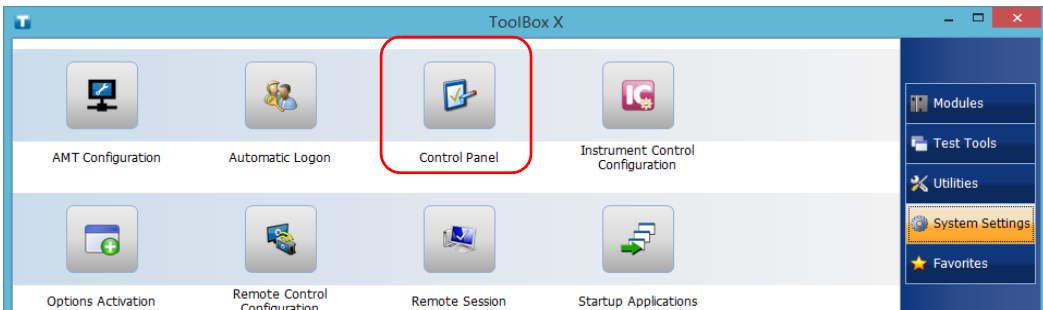 ToolBox X
AMT Configuration
Automatic Logon
Control Panel
Instrument Control
Configuration
Options Activation
Remote Control
Configuration
Remote Session
Startup Applications
Modules
Test Tools
Utilities
System Settings
Favorites